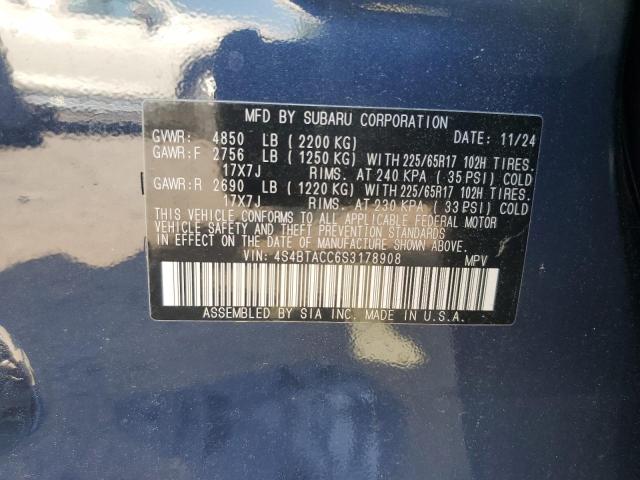 MFD BY SUBARU CORPORATION
GVWR: 4850 LB (2200 KG) DATE: 11/24
GAWR:F 2756 LB (1250 KG) WITH 225/65R17 102H TIRES.
17X7J RIMS. AT 240 KPA (35 PSI) COLD
GAWR:R 2690 LB (1220 KG) WITH 225/65R17 102H TIRES.
17X7J RIMS. AT 230 KPA (33 PSI) COLD
THIS VEHICLE CONFORMS TO ALL APPLICABLE FEDERAL MOTOR
VEHICLE SAFETY AND THEFT PREVENTION STANDARDS
IN EFFECT ON THE DATE OF MANUFACTURE SHOWN ABOVE.
VIN: 4S4BTACC6S3178908 MPV
ASSEMBLED BY SIA INC. MADE IN U.S.A.